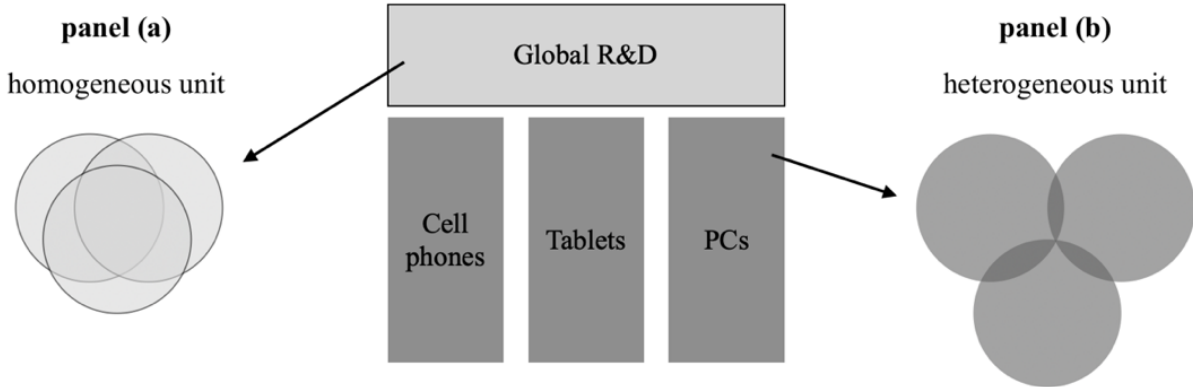 panel (a)
homogeneous unit
Global R&D
Cell
phones
Tablets
PCs
panel (b)
heterogeneous unit